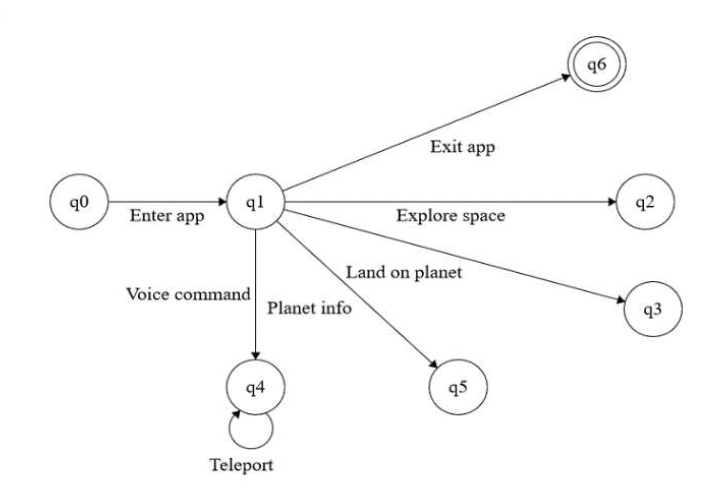 q6
Exit app
q0
Enter app
q1
Explore space
q2
Land on planet
Voice command
Planet info
q3
q4
q5
Teleport